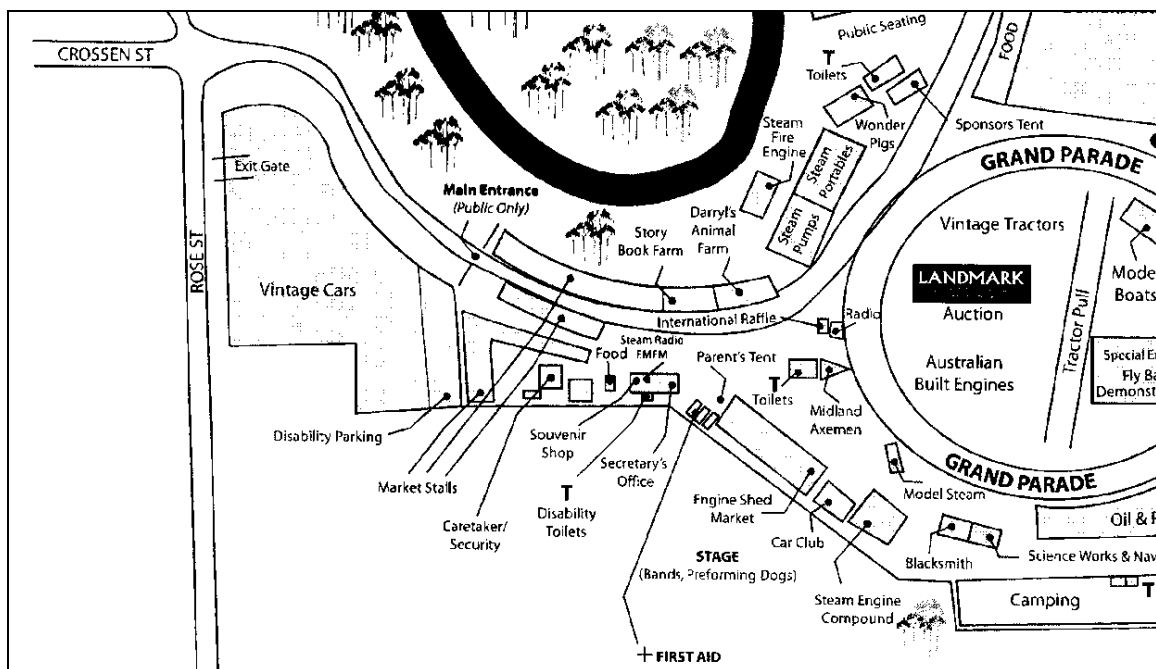 Public Seating
FOOD
CROSSEN ST
T
Toilets
Wonder
Pigs
Sponsors Tent
Steam
Fire
Engine
Steam
Portables
Steam
Pumps
GRAND PARADE
Exit Gate
Main Entrance
(Public Only)
Story
Book Farm
Darryl's
Animal
Farm
Vintage Tractors
ROSE ST
Vintage Cars
LANDMARK
Auction
Model
Boats
Tractor Pull
International Raffle
Radio
Steam Radio
Food
Parent's Tent
T
Toilets
Midland
Axemen
Australian
Built Engines
Special
Fly
Disability Parking
Souvenir
Shop
Secretary's
Office
Market Stalls
T
Disability
Toilets
Caretaker/
Security
Engine Shed
Market
Car Club
Model Steam
GRAND PARADE
Oil &
STAGE
(Bands, Preforming Dogs)
Blacksmith
Science Works &
Steam Engine
Compound
Camping
T
FIRST AID